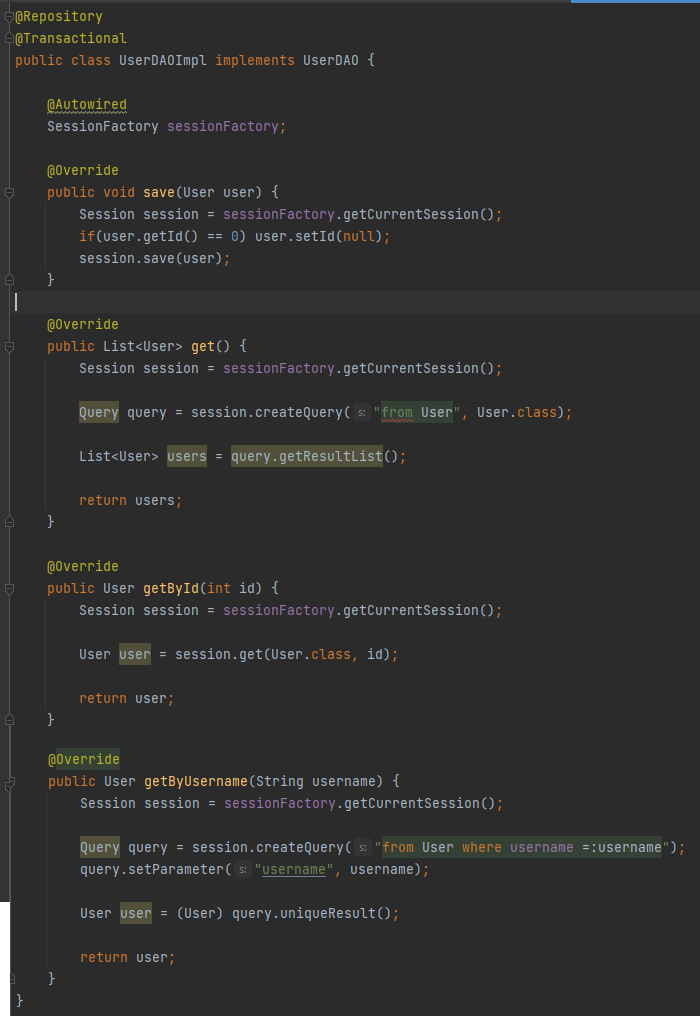 @Repository
@Transactional
public class UserDAOImpl implements UserDAO {
@Autowired
SessionFactory sessionFactory;
@Override
public void save(User user) {
Session session = sessionFactory.getCurrentSession();
if(user.getId() == 0) user.setId(null);
session.save(user);
}
@Override
public List<User> get() {
Session session = sessionFactory.getCurrentSession();
Query query = session.createQuery( s: "from User", User.class);
List<User> users = query.getResultList();
return users;
}
@Override
public User getById(int id) {
Session session = sessionFactory.getCurrentSession();
User user = session.get(User.class, id);
return user;
}
@Override
public User getByUsername(String username) {
Session session = sessionFactory.getCurrentSession();
Query query = session.createQuery( s: "from User where username =:username");
query.setParameter( s: "username", username);
User user = (User) query.uniqueResult();
return user;
}
}